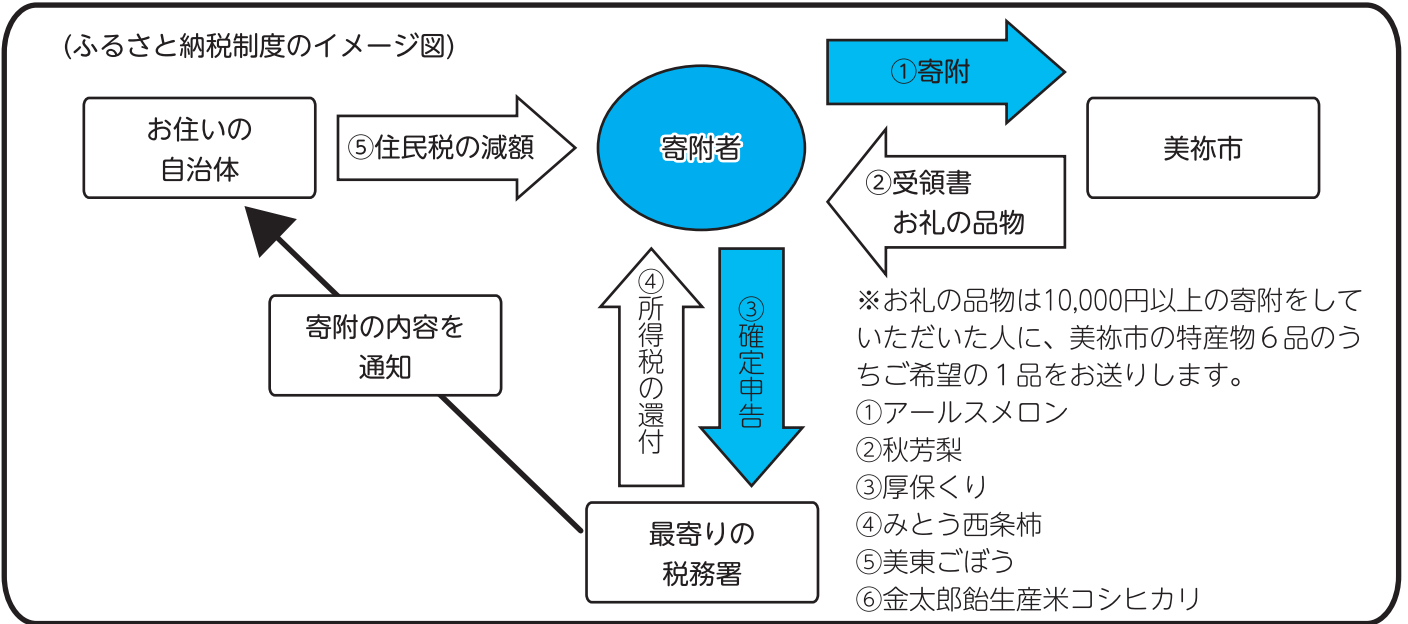 (ふるさと納税制度のイメージ図)
お住いの
自治体
⑤住民税の減額
寄附者
①寄附
美祢市
②受領書
お礼の品物
④所得税の還付
③確定申告
寄附の内容を
通知
最寄りの
税務署
※お礼の品物は10,000円以上の寄附をして
いただいた人に、美祢市の特産物6品のう
ちご希望の1品をお送りします。
①アールスメロン
②秋芳梨
③厚保くり
④みとう西条柿
⑤美東ごぼう
⑥金太郎飴生産米コシヒカリ